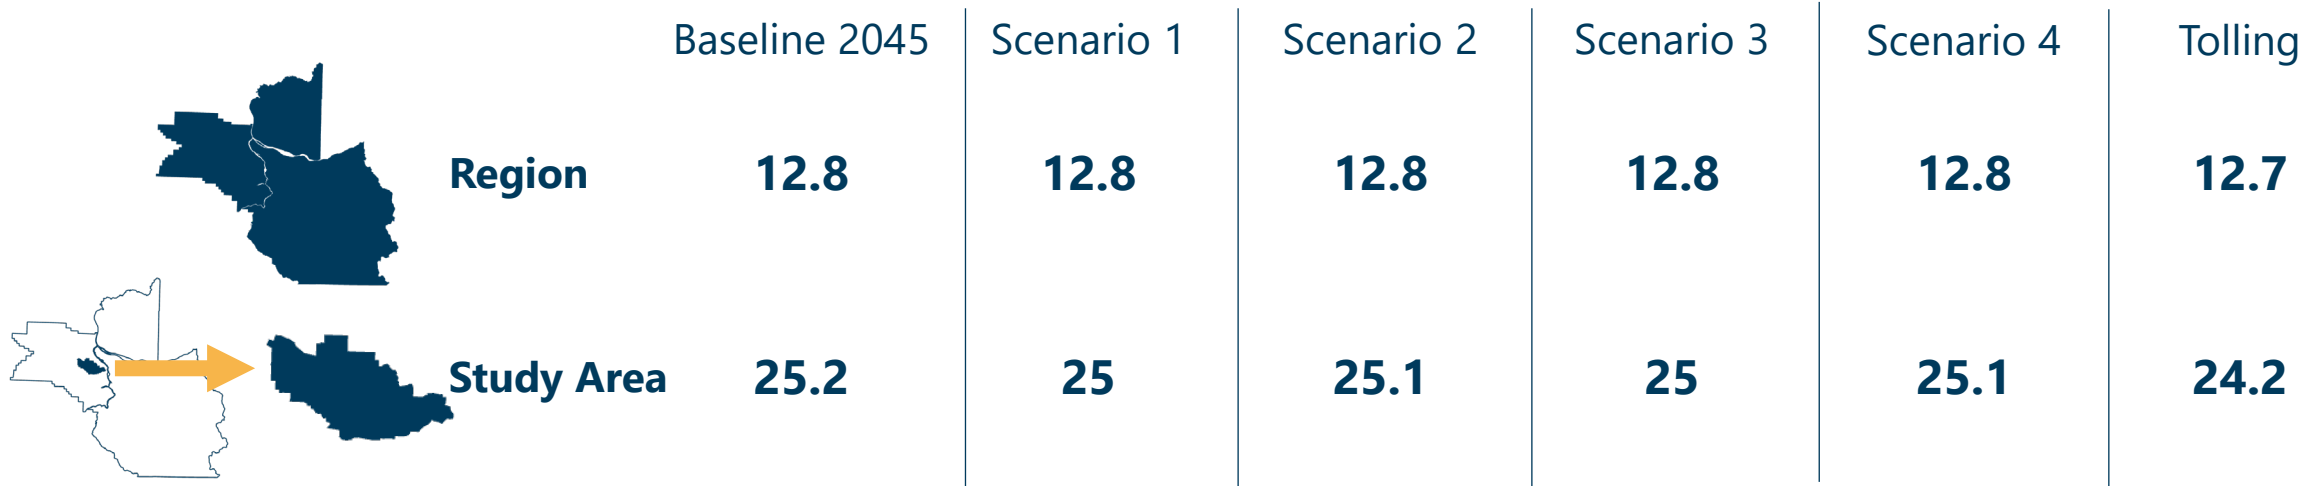 Baseline 2045 Scenario 1 Scenario 2 Scenario 3 Scenario 4 Tolling
Region 12.8 12.8 12.8 12.8 12.8 12.7
Study Area 25.2 25 25.1 25 25.1 24.2